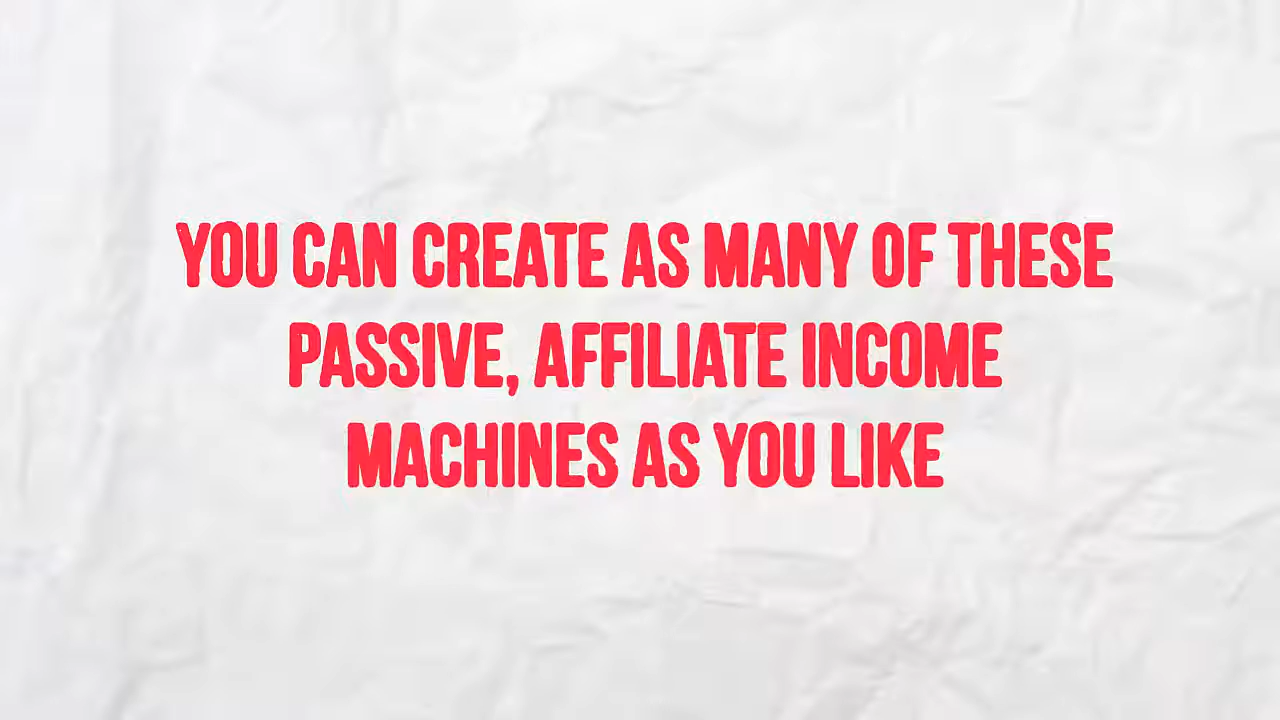 YOU CAN CREATE AS MANY OF THESE
PASSIVE, AFFILIATE INCOME
MACHINES AS YOU LIKE